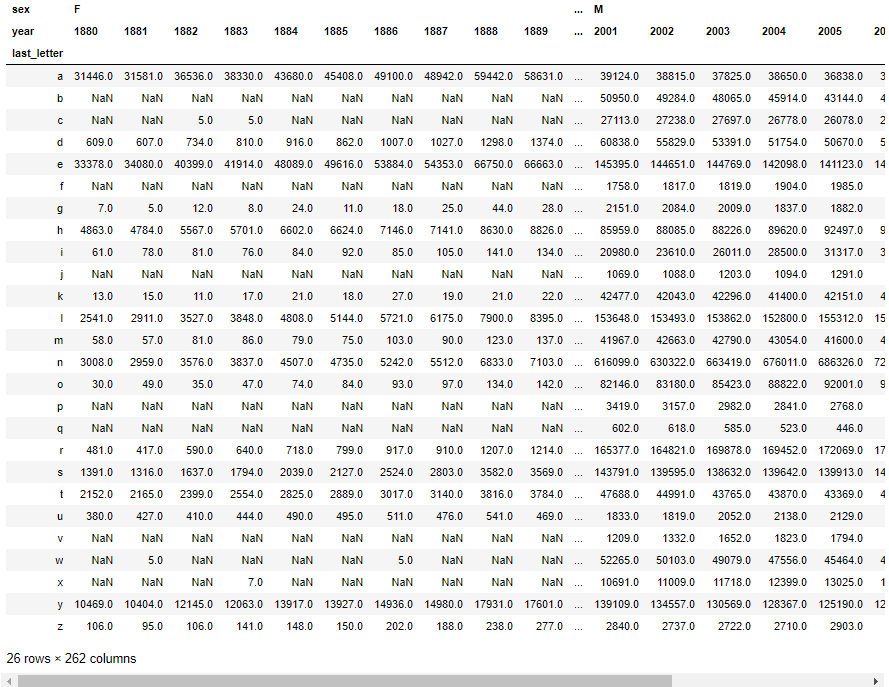 sex F ... M
year 1880 1881 1882 1883 1884 1885 1886 1887 1888 1889 ... 2001 2002 2003 2004 2005 20
last_letter
a 31446.0 31581.0 36536.0 38330.0 43680.0 45408.0 49100.0 48942.0 59442.0 58631.0 ... 39124.0 38815.0 37825.0 38650.0 36838.0 3
b NaN NaN NaN NaN NaN NaN NaN NaN NaN NaN ... 50950.0 49284.0 48065.0 45914.0 43144.0 4
c NaN NaN 5.0 5.0 NaN NaN NaN NaN NaN NaN ... 27113.0 27238.0 27697.0 26778.0 26078.0 2
d 609.0 607.0 734.0 810.0 916.0 862.0 1007.0 1027.0 1298.0 1374.0 ... 60838.0 55829.0 53391.0 51754.0 50670.0 5
e 33378.0 34080.0 40399.0 41914.0 48089.0 49616.0 53884.0 54353.0 66750.0 66663.0 ... 145395.0 144651.0 144769.0 142098.0 141123.0 14
f NaN NaN NaN NaN NaN NaN NaN NaN NaN NaN ... 1758.0 1817.0 1819.0 1904.0 1985.0
g 7.0 5.0 12.0 8.0 24.0 11.0 18.0 25.0 44.0 28.0 ... 2151.0 2084.0 2009.0 1837.0 1882.0
h 4863.0 4784.0 5567.0 5701.0 6602.0 6624.0 7146.0 7141.0 8630.0 8826.0 ... 85959.0 88085.0 88226.0 89620.0 92497.0 9
i 61.0 78.0 81.0 76.0 84.0 92.0 85.0 105.0 141.0 134.0 ... 20980.0 23610.0 26011.0 28500.0 31317.0 3
j NaN NaN NaN NaN NaN NaN NaN NaN NaN NaN ... 1069.0 1088.0 1203.0 1094.0 1291.0
k 13.0 15.0 11.0 17.0 21.0 18.0 27.0 19.0 21.0 22.0 ... 42477.0 42043.0 42296.0 41400.0 42151.0 4
l 2541.0 2911.0 3527.0 3848.0 4808.0 5144.0 5721.0 6175.0 7900.0 8395.0 ... 153648.0 153493.0 153862.0 152800.0 155312.0 15
m 58.0 57.0 81.0 86.0 79.0 75.0 103.0 90.0 123.0 137.0 ... 41967.0 42663.0 42790.0 43054.0 41600.0 4
n 3008.0 2959.0 3576.0 3837.0 4507.0 4735.0 5242.0 5512.0 6833.0 7103.0 ... 616099.0 630322.0 663419.0 676011.0 686326.0 72
o 30.0 49.0 35.0 47.0 74.0 84.0 93.0 97.0 134.0 142.0 ... 82146.0 83180.0 85423.0 88822.0 92001.0 9
p NaN NaN NaN NaN NaN NaN NaN NaN NaN NaN ... 3419.0 3157.0 2982.0 2841.0 2768.0
q NaN NaN NaN NaN NaN NaN NaN NaN NaN NaN ... 602.0 618.0 585.0 523.0 446.0
r 481.0 417.0 590.0 640.0 718.0 799.0 917.0 910.0 1207.0 1214.0 ... 165377.0 164821.0 169878.0 169452.0 172069.0 17
s 1391.0 1316.0 1637.0 1794.0 2039.0 2127.0 2524.0 2803.0 3582.0 3569.0 ... 143791.0 139595.0 138632.0 139642.0 139913.0 14
t 2152.0 2165.0 2399.0 2554.0 2825.0 2889.0 3017.0 3140.0 3816.0 3784.0 ... 47688.0 44991.0 43765.0 43870.0 43369.0 4
u 380.0 427.0 410.0 444.0 490.0 495.0 511.0 476.0 541.0 469.0 ... 1833.0 1819.0 2052.0 2138.0 2129.0
v NaN NaN NaN NaN NaN NaN NaN NaN NaN NaN ... 1209.0 1332.0 1652.0 1823.0 1794.0
w NaN 5.0 NaN NaN NaN NaN 5.0 NaN NaN NaN ... 52265.0 50103.0 49079.0 47556.0 45464.0 4
x NaN NaN NaN 7.0 NaN NaN NaN NaN NaN NaN ... 10691.0 11009.0 11718.0 12399.0 13025.0 1
y 10469.0 10404.0 12145.0 12063.0 13917.0 13927.0 14936.0 14980.0 17931.0 17601.0 ... 139109.0 134557.0 130569.0 128367.0 125190.0 12
z 106.0 95.0 106.0 141.0 148.0 150.0 202.0 188.0 238.0 277.0 ... 2840.0 2737.0 2722.0 2710.0 2903.0
26 rows × 262 columns